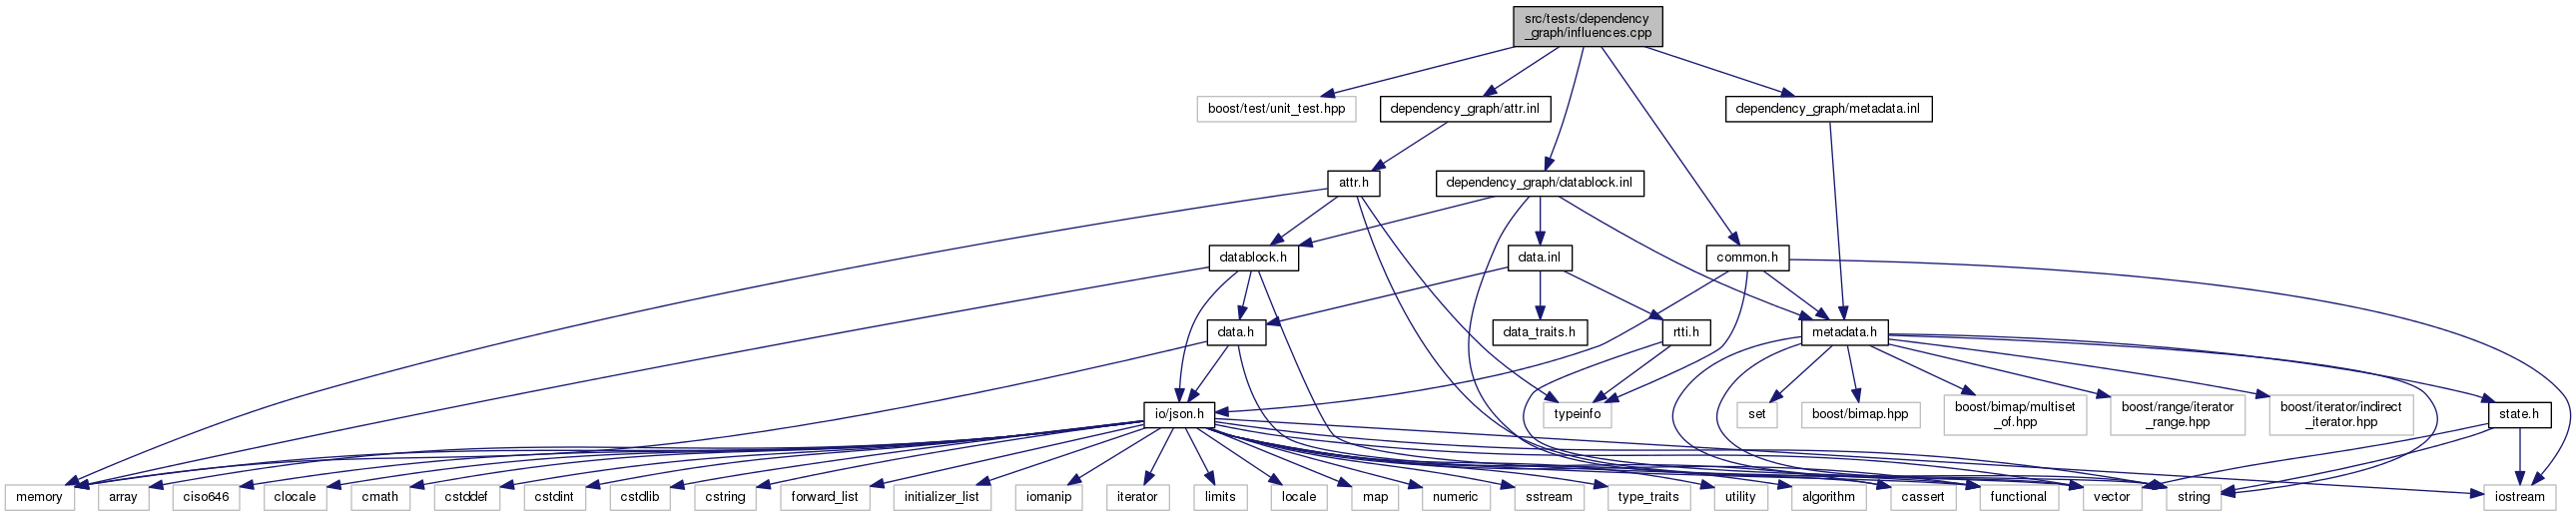 src/tests/dependency
_graph/influences.cpp
boost/test/unit_test.hpp
dependency_graph/attr.inl
dependency_graph/metadata.inl
attr.h
dependency_graph/datablock.inl
datablock.h
data.inl
common.h
data.h
data_traits.h
rtti.h
metadata.h
io/json.h
typeinfo
set
boost/bimap.hpp
boost/bimap/multiset
_of.hpp
boost/range/iterator
_range.hpp
boost/iterator/indirect
_iterator.hpp
state.h
memory
array
ciso646
clocale
cmath
cstddef
cstdint
cstdlib
cstring
forward_list
initializer_list
iomanip
iterator
limits
locale
map
numeric
sstream
type_traits
utility
algorithm
cassert
functional
vector
string
iostream